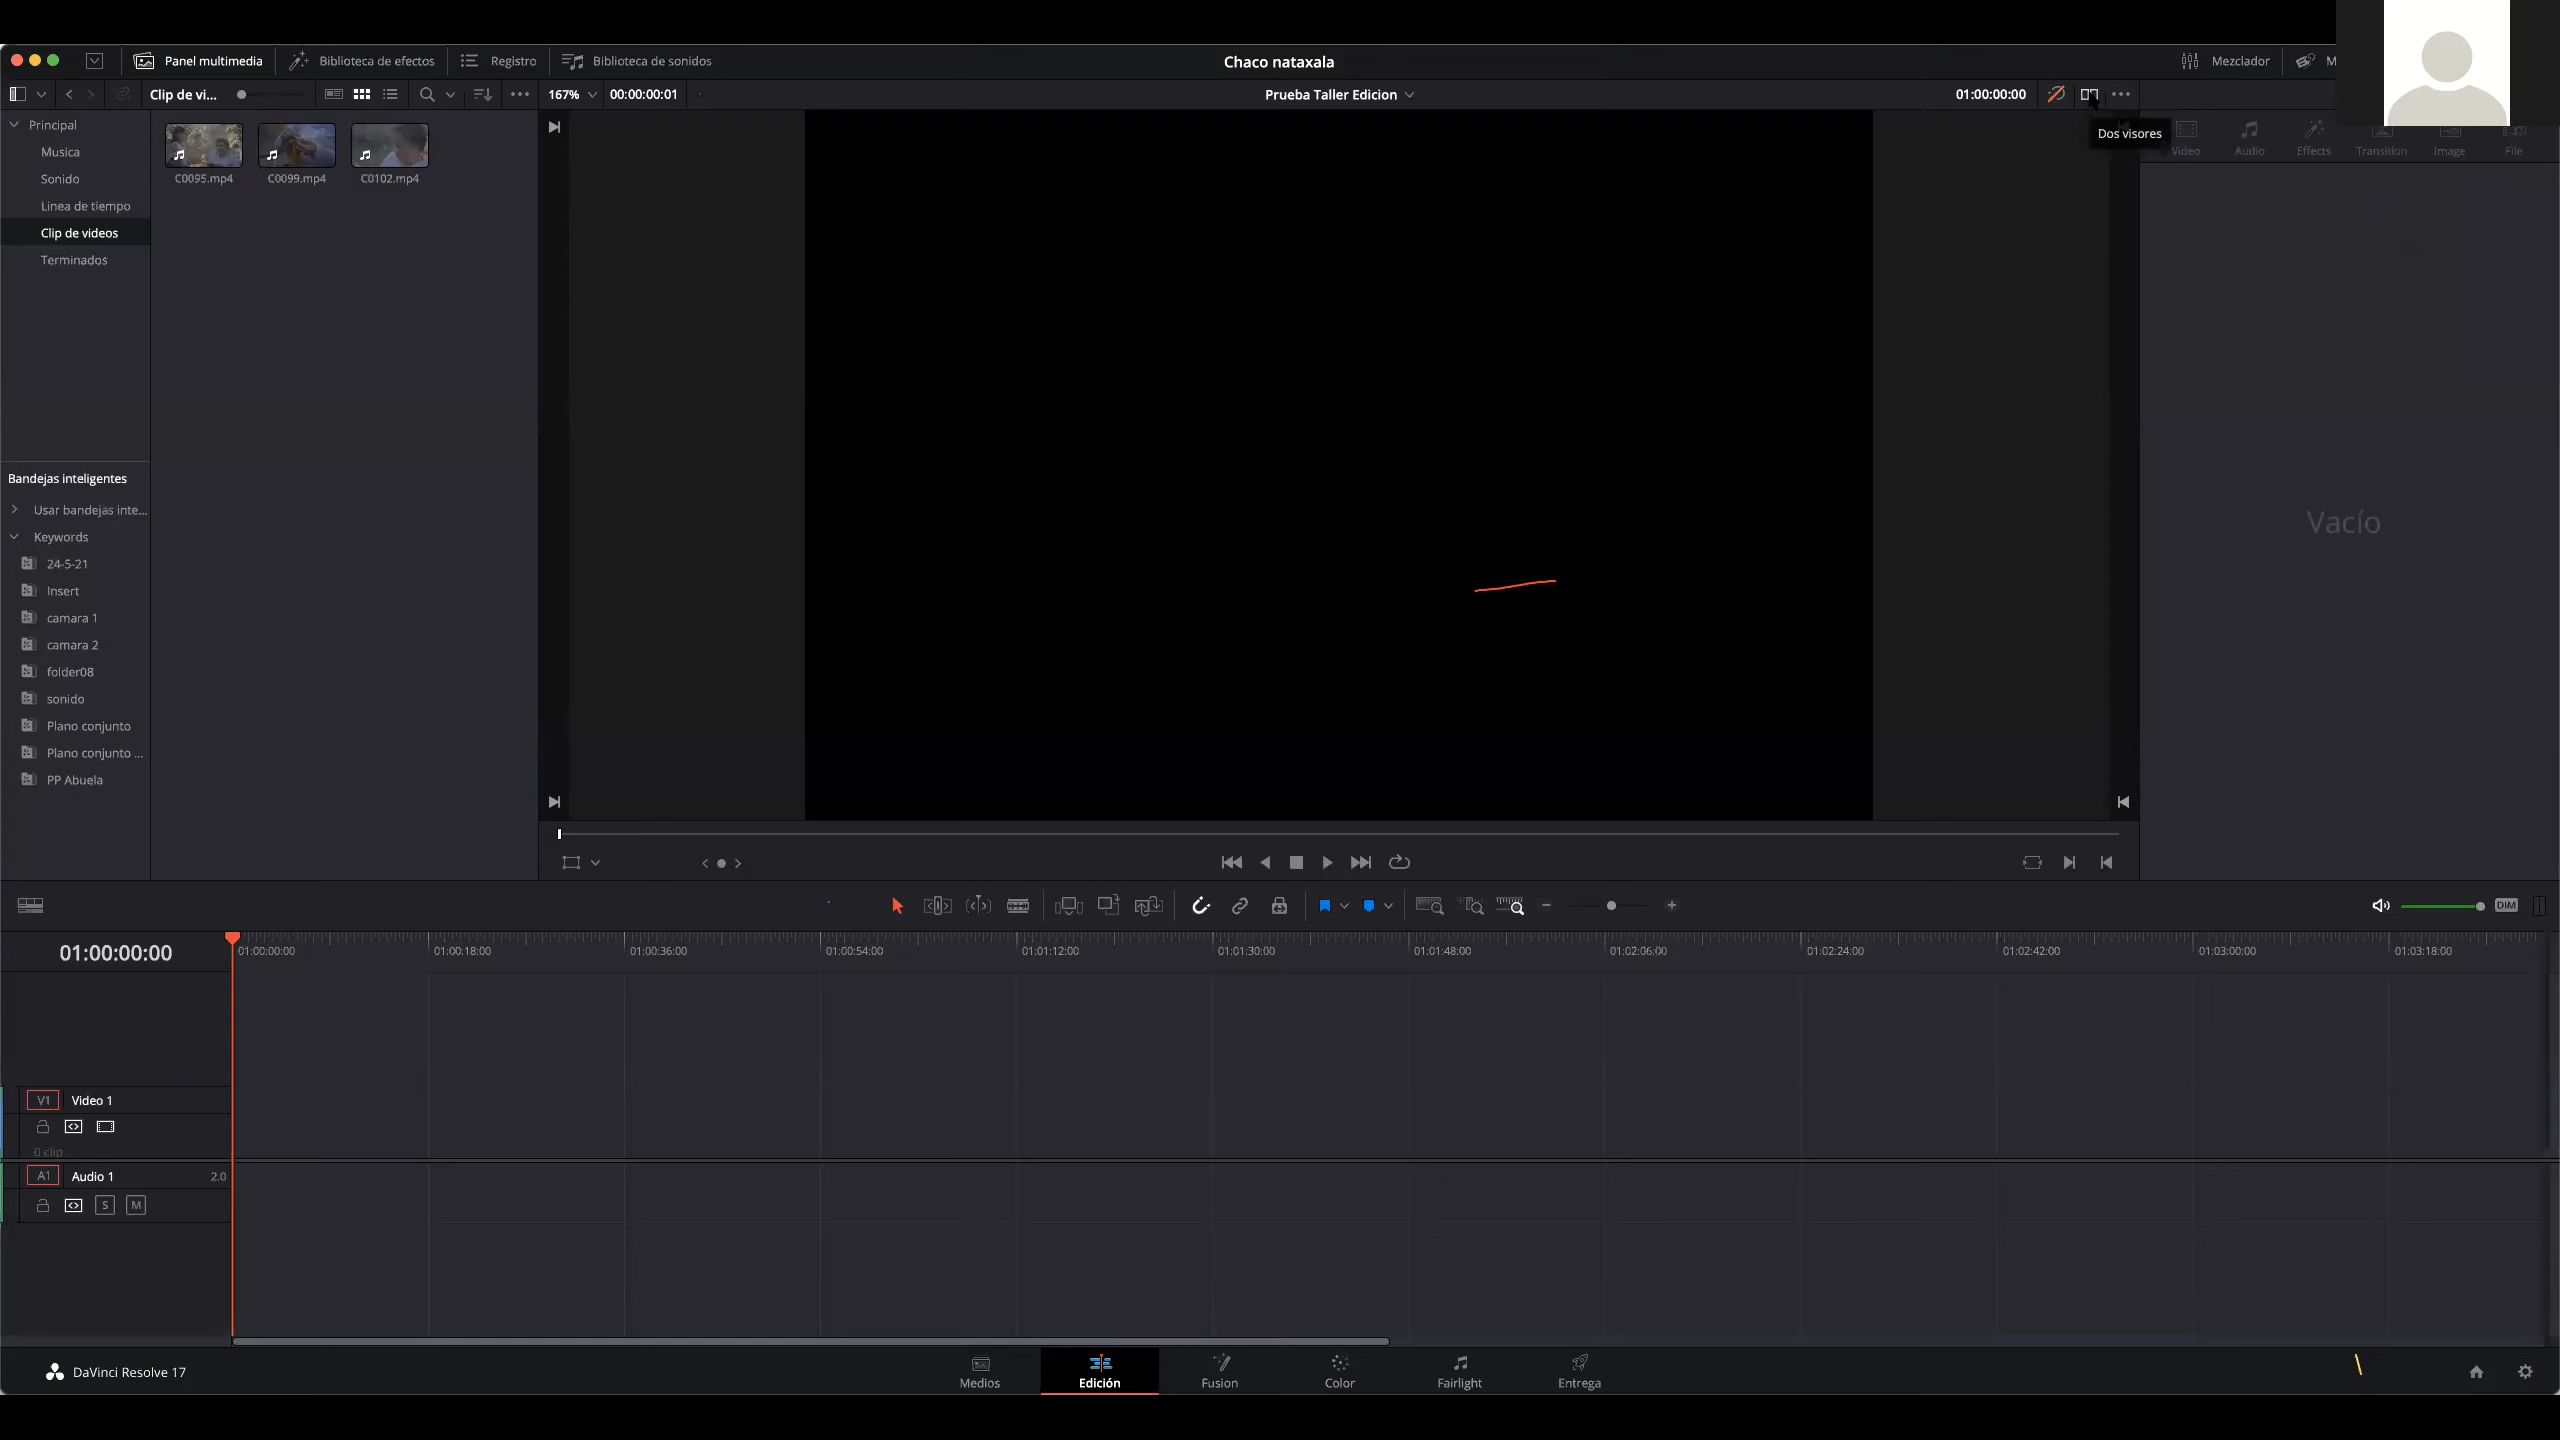 Panel multimedia
Biblioteca de efectos
Registro
Biblioteca de sonidos
Chaco nataxala
Mezclador
M
Clip de vi...
167%
00:00:00:01
Prueba Taller Edicion
01:00:00:00
Dos visores
Video
Audio
Effects
Transition
Image
File
Principal
Musica
Sonido
Linea de tiempo
Clip de videos
Terminados
C0095.mp4
C0099.mp4
C0102.mp4
Vacío
Bandejas inteligentes
Usar bandejas inte...
Keywords
24-5-21
Insert
camara 1
camara 2
folder08
sonido
Plano conjunto
Plano conjunto ...
PP Abuela
DIM
01:00:00:00
01:00:00:00
01:00:18:00
01:00:36:00
01:00:54:00
01:01:12:00
01:01:30:00
01:01:48:00
01:02:06:00
01:02:24:00
01:02:42:00
01:03:00:00
01:03:18:00
V1
Video 1
clip
A1
Audio 1
2.0
S
M
DaVinci Resolve 17
Medios
Edición
Fusion
Color
Fairlight
Entrega